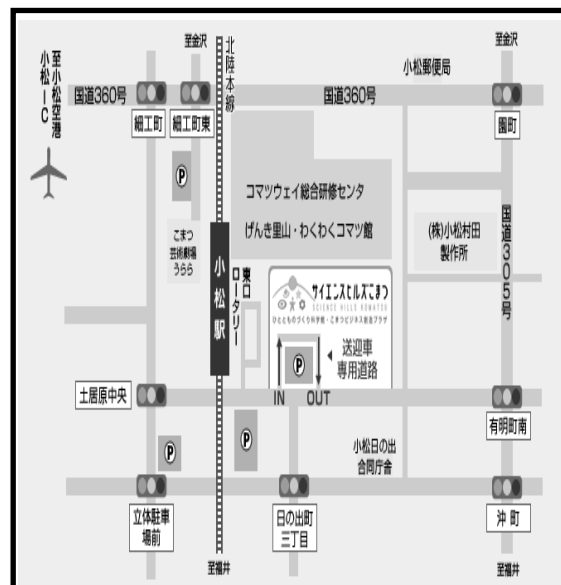 至金沢
北陸本線
至金沢
小松郵便局
至小松空港
小松IC
国道360号
国道360号
細工町
細工町東
園町
P
コマツウェイ総合研修センタ
げんき里山・わくわくコマツ館
こまつ
芸術劇場
うらら
(株)小松村田
製作所
国道305号
小松駅
東口
ロータリー
サイエンスヒルズこまつ
SCIENCE HILLS KOMATSU
ひととものづくり科学館・こまつビジネス創造プラザ
送迎車
専用道路
P
IN OUT
土居原中央
有明町南
P
P
小松日の出
合同庁舎
立体駐車
場前
日の出町
三丁目
沖町
至福井
至福井